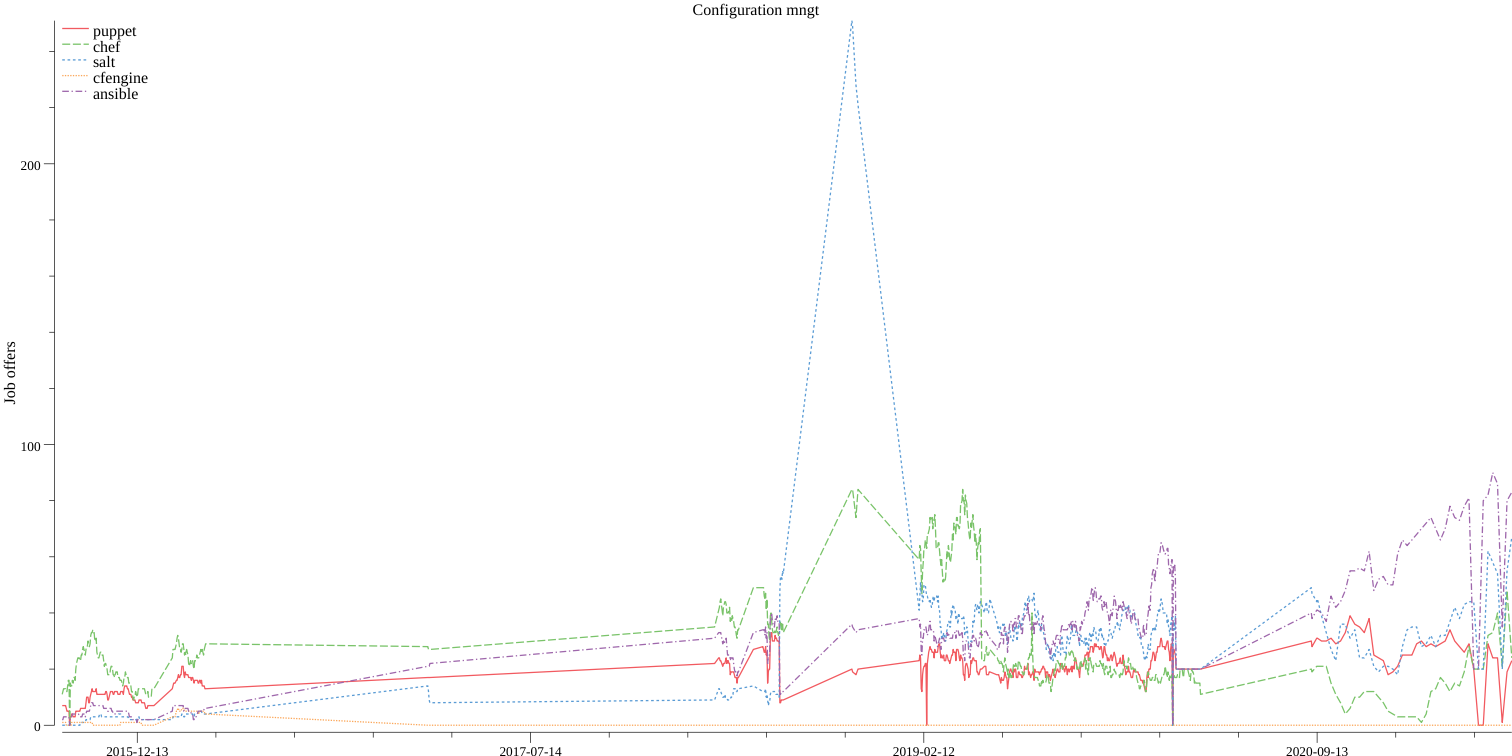 Configuration mngt
puppet
chef
salt
cfengine
ansible
200
100
0
Job offers
2015-12-13
2017-07-14
2019-02-12
2020-09-13